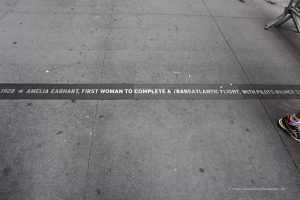 1928 ★ AMELIA EARHART, FIRST WOMAN TO COMPLETE A TRANSATLANTIC FLIGHT, WITH PILOTS WILMER S